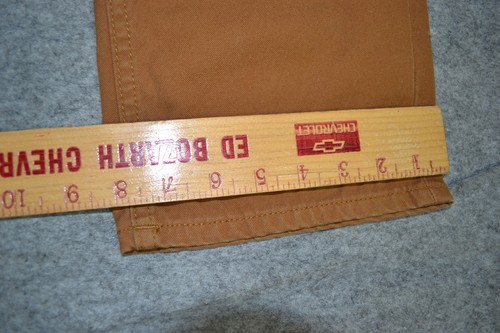 ED BOZARTH CHEVR
CHEVROLET
1 2 3 4 5 6 7 8 9 10